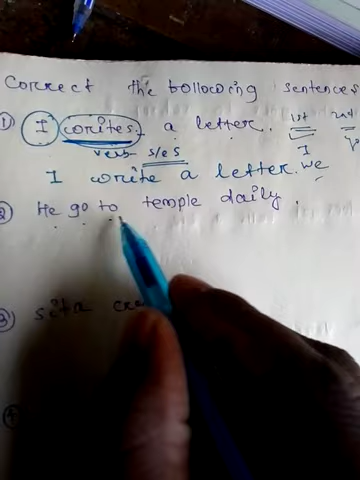 Correct the following sentences
① I writes. a letter. 1st
verb s/es I
I write a letter. we
② He go to temple daily.
③ sita